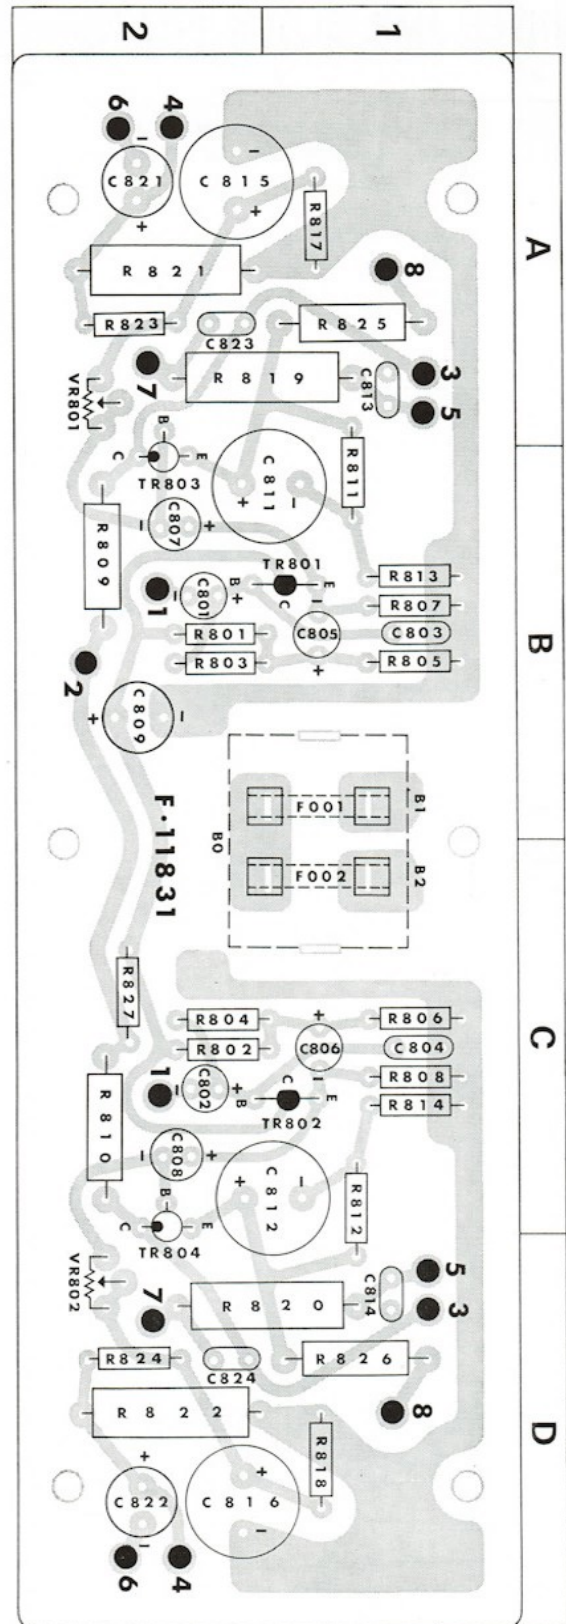 2 1
A
6 4
C821 C815
R817
R821
8
R823 C823 R825
7 R819 C813 3
VR801
5
B
C E
TR803
C811
R811
C807
R809
TR801
1 C801 B E
C
R813
R807
R801 C805 C803
B
R803 R805
2
C809
F-11831
B0 F001 B1
F002 B2
R827
C
R804 R806
R802 C806 C804
1 C802 B C E R808
TR802 R814
R810
C808
C812
R812
B
C E
TR804
VR802
7 R820 C814 5
3
R824 C824 R826
R822 8
D
R818
C822 C816
6 4